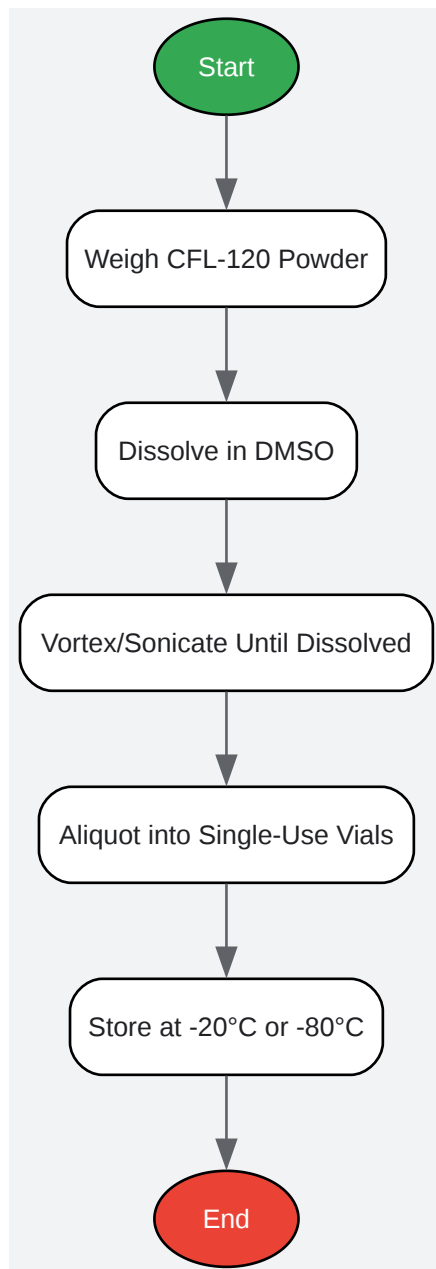 Start
Weigh CFL-120 Powder
Dissolve in DMSO
Vortex/Sonicate Until Dissolved
Aliquot into Single-Use Vials
Store at -20°C or -80°C
End